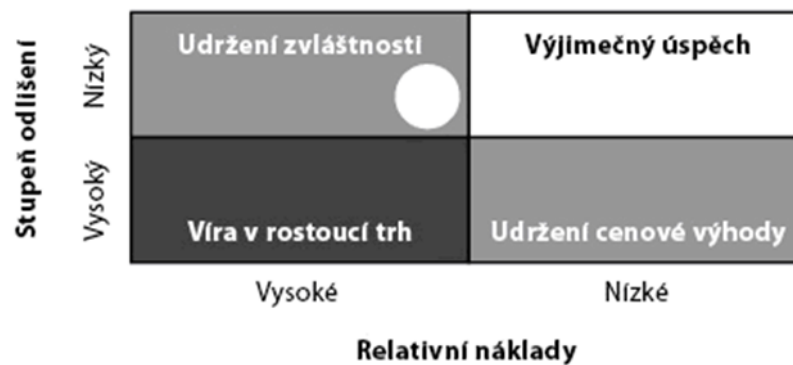 Stupeň odlišení
Nízký
Vysoký
Udržení zvláštnosti
Výjimečný úspěch
Víra v rostoucí trh
Udržení cenové výhody
Vysoké
Nízké
Relativní náklady